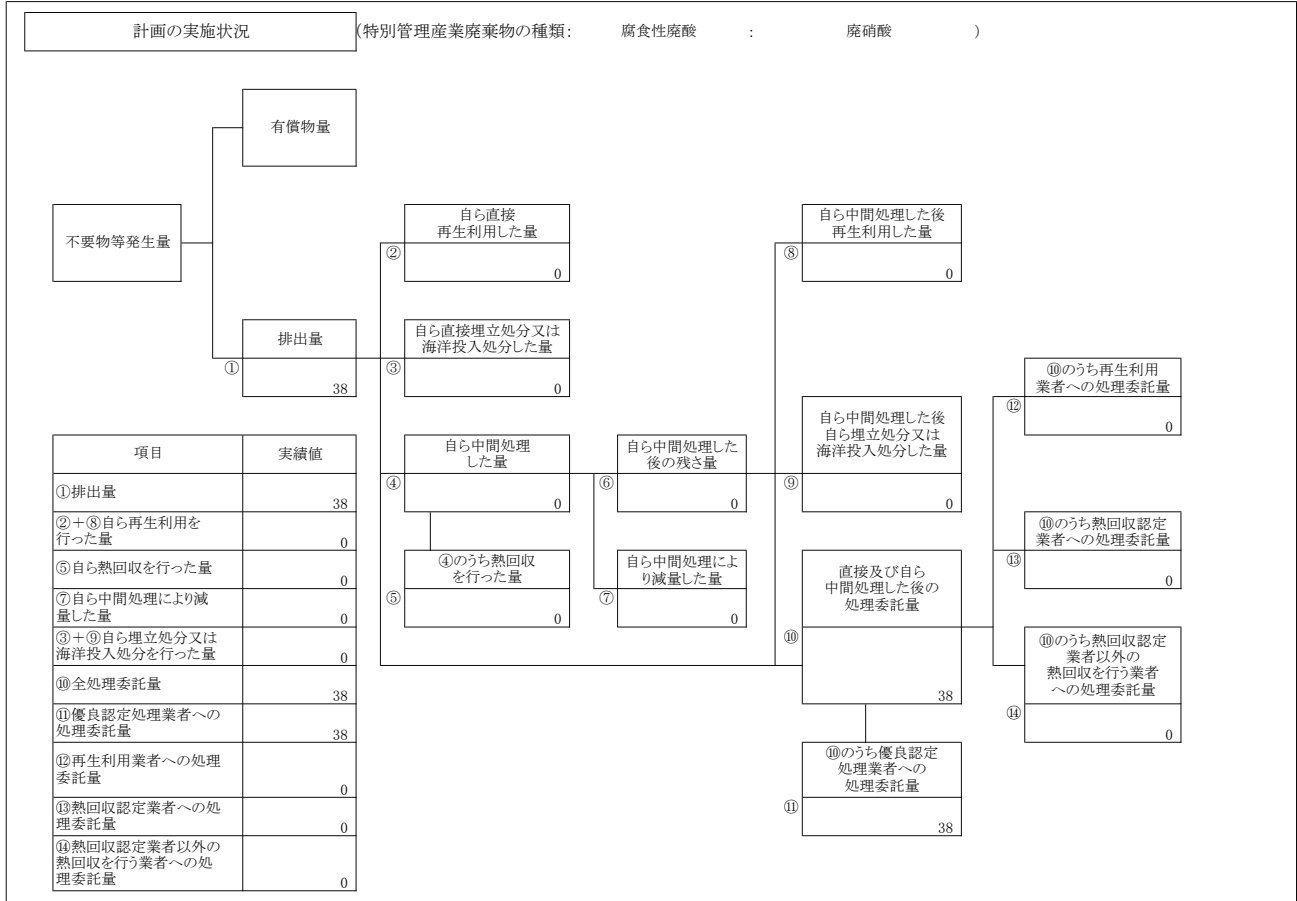 計画の実施状況 (特別管理産業廃棄物の種類: 腐食性廃酸 : 廃硝酸 )
有償物量
不要物等発生量
排出量
①
38
自ら直接
再生利用した量
②
0
自ら直接埋立処分又は
海洋投入処分した量
③
0
自ら中間処理
した量
④
0
④のうち熱回収
を行った量
⑤
0
自ら中間処理した
後の残さ量
⑥
0
自ら中間処理によ
り減量した量
⑦
0
自ら中間処理した後
再生利用した量
⑧
0
自ら中間処理した後
自ら埋立処分又は
海洋投入処分した量
⑨
0
直接及び自ら
中間処理した後の
処理委託量
⑩
38
⑩のうち優良認定
処理業者への
処理委託量
⑪
38
⑩のうち再生利用
業者への処理委託量
⑫
0
⑩のうち熱回収認定
業者への処理委託量
⑬
0
⑩のうち熱回収認定
業者以外の
熱回収を行う業者
への処理委託量
⑭
0
項目 実績値
①排出量 38
②+⑧自ら再生利用を
行った量 0
⑤自ら熱回収を行った量 0
⑦自ら中間処理により減
量した量 0
③+⑨自ら埋立処分又は
海洋投入処分を行った量 0
⑩全処理委託量 38
⑪優良認定処理業者への
処理委託量 38
⑫再生利用業者への処理
委託量 0
⑬熱回収認定業者への処
理委託量 0
⑭熱回収認定業者以外の
熱回収を行う業者への処
理委託量 0